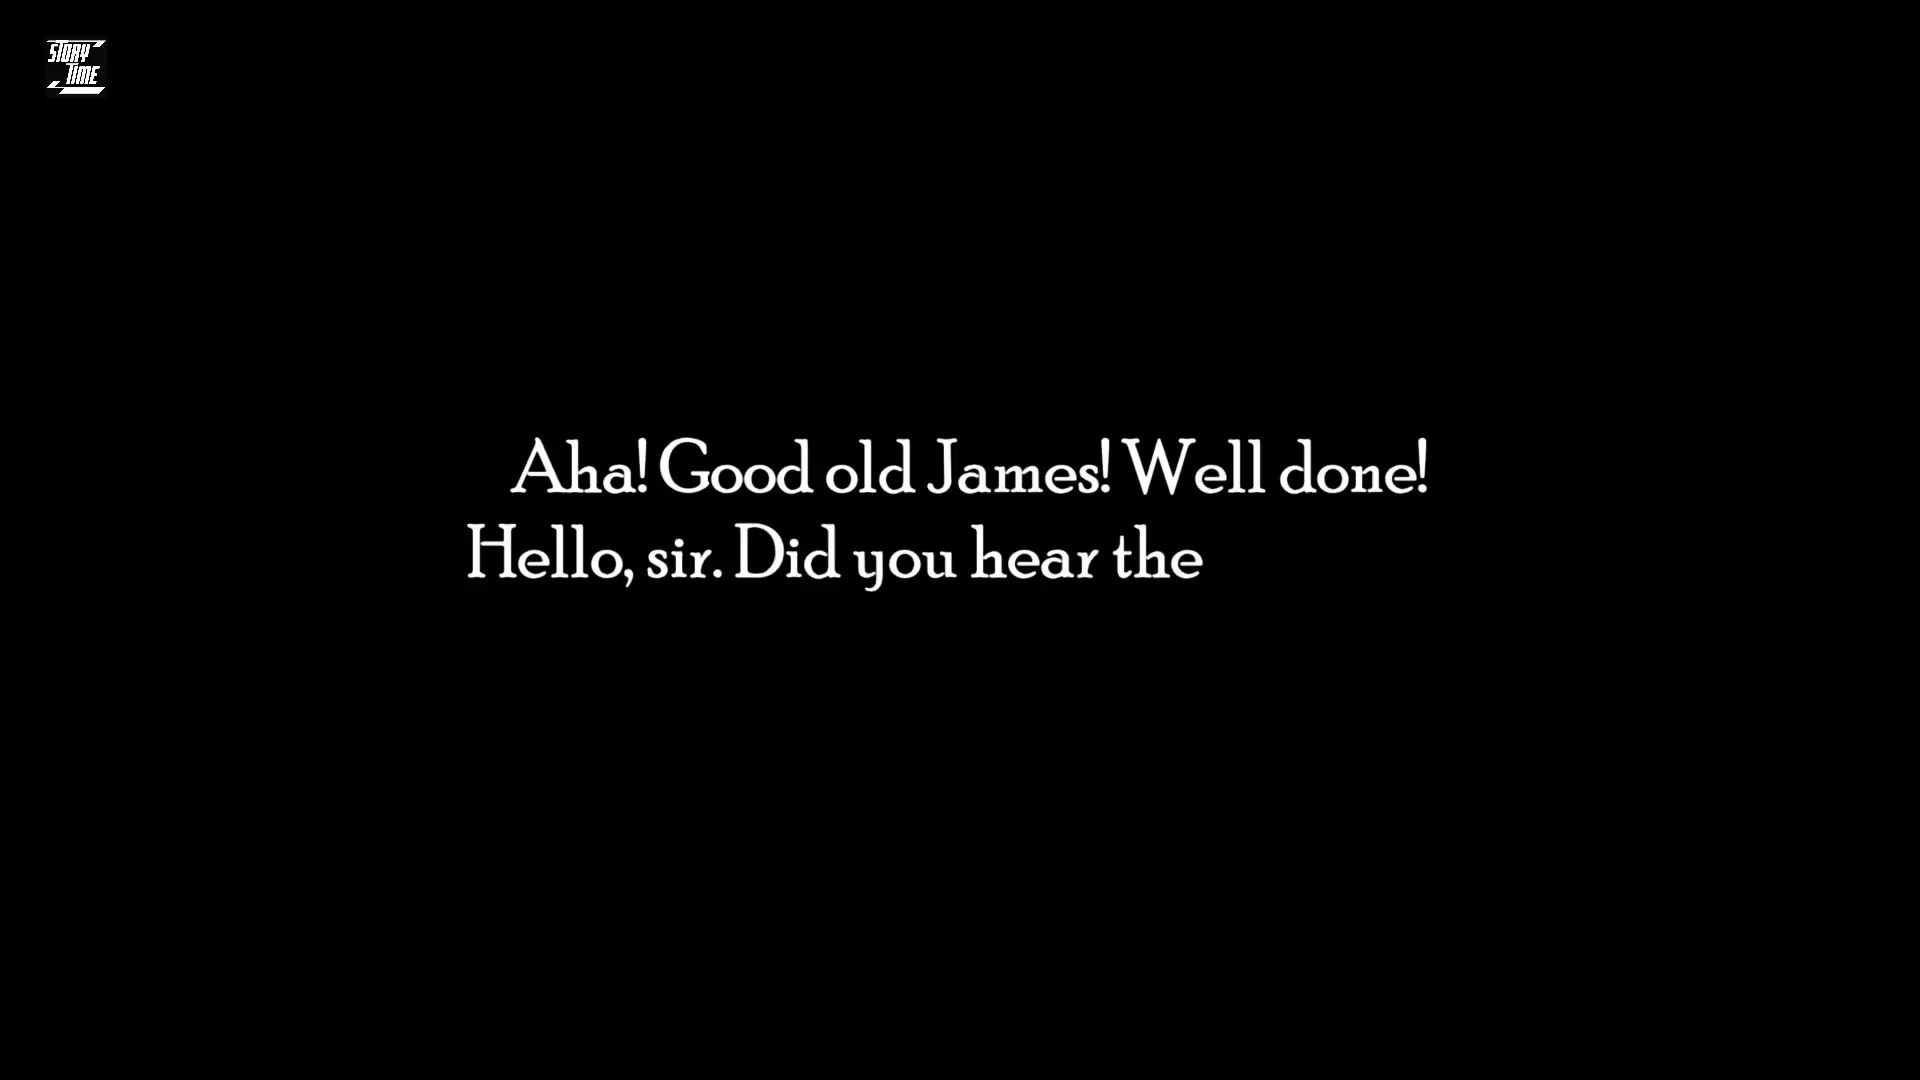 STORY
TIME
Aha! Good old James! Well done!
Hello, sir. Did you hear the